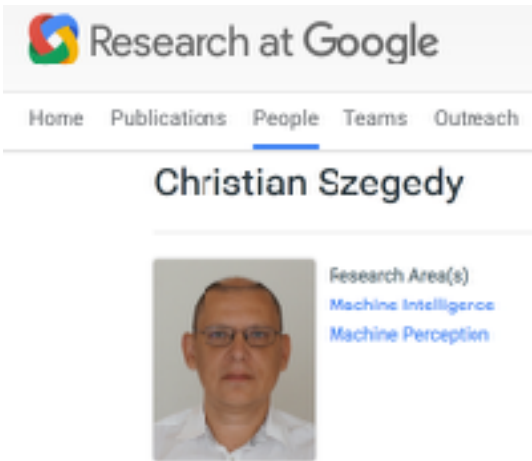 Research at Google
Home Publications People Teams Outreach
Christian Szegedy
Research Area(s)
Machine Intelligence
Machine Perception